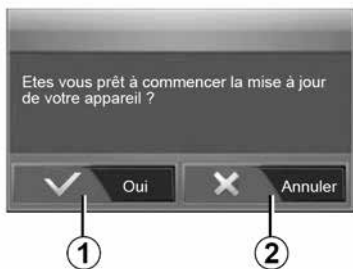 Etes vous prêt à commencer la mise à jour
de votre appareil ?
Oui
Annuler
1
2